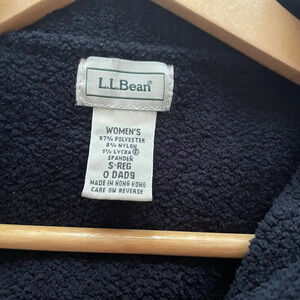 L.L.Bean®
WOMEN'S
97% POLYESTER
2% NYLON
1% LYCRA®
SPANDEX
S-REG
0 DAD9
MADE IN HONG KONG
CARE ON REVERSE